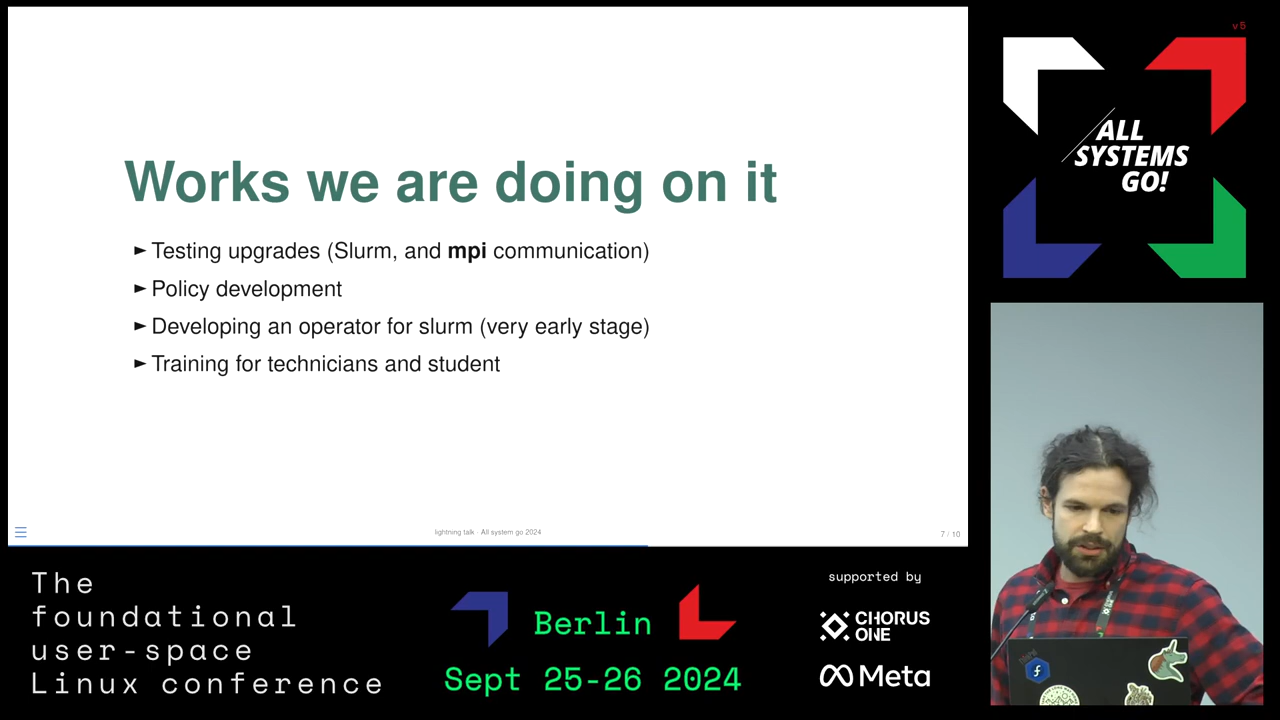 Works we are doing on it
► Testing upgrades (Slurm, and mpi communication)
► Policy development
► Developing an operator for slurm (very early stage)
► Training for technicians and student
lightning talk - All system go 2024
7 / 10
v5
ALL
SYSTEMS
GO!
The
foundational
user-space
Linux conference
Berlin
Sept 25-26 2024
supported by
CHORUS
ONE
Meta